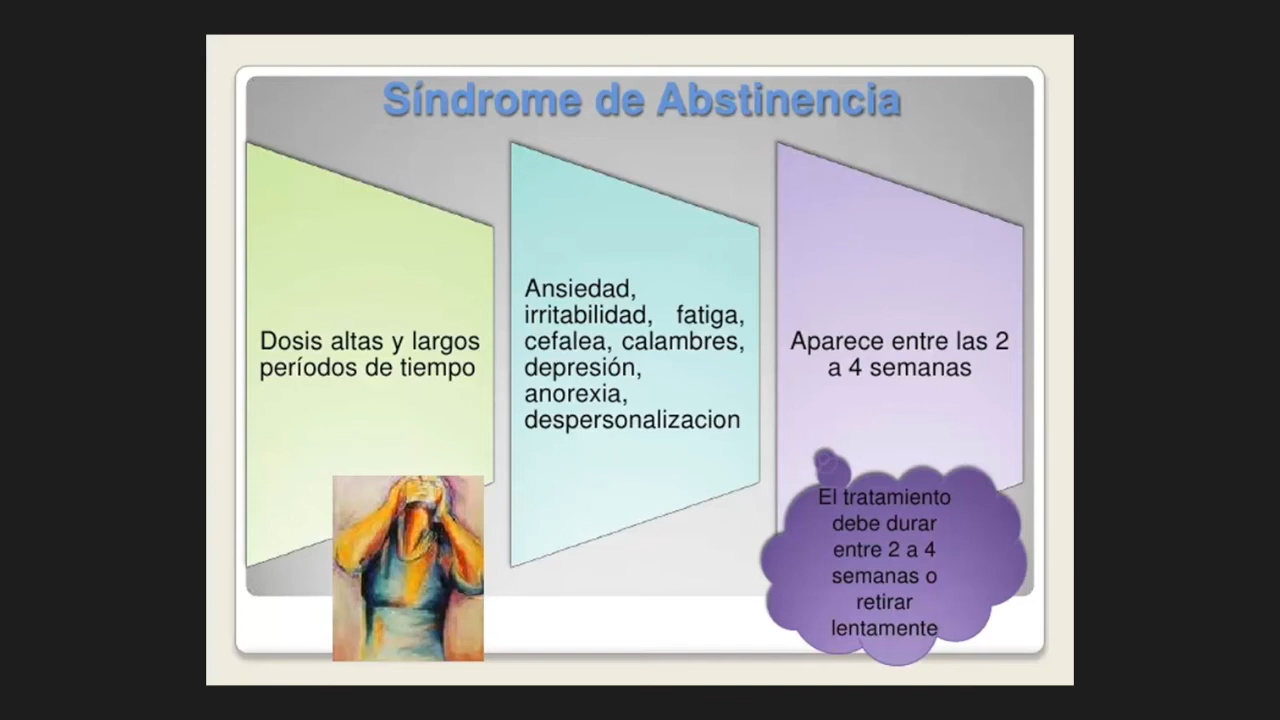 Síndrome de Abstinencia
Dosis altas y largos
períodos de tiempo
Ansiedad,
irritabilidad, fatiga,
cefalea, calambres,
depresión,
anorexia,
despersonalizacion
Aparece entre las 2
a 4 semanas
El tratamiento
debe durar
entre 2 a 4
semanas o
retirar
lentamente